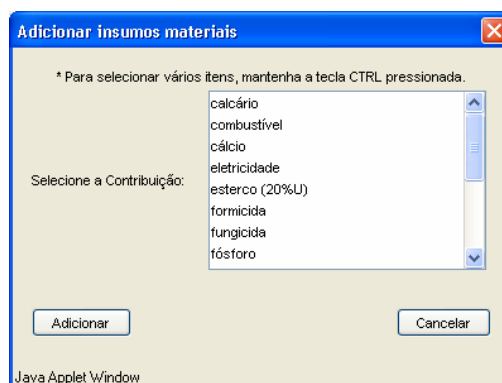 Adicionar insumos materiais
* Para selecionar vários itens, mantenha a tecla CTRL pressionada.
Selecione a Contribuição:
calcário
combustível
cálcio
eletricidade
esterco (20%U)
formicida
fungicida
fósforo
Adicionar
Cancelar
Java Applet Window